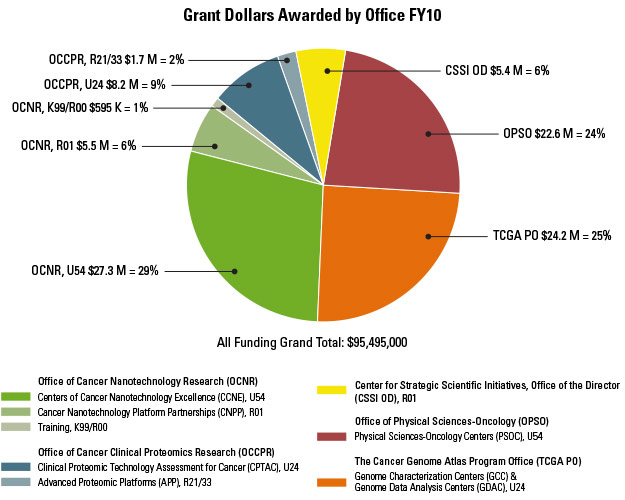 Grant Dollars Awarded by Office FY10
OCCPR, R21/33 $1.7 M = 2%
OCCPR, U24 $8.2 M = 9%
OCNR, K99/R00 $595 K = 1%
OCNR, R01 $5.5 M = 6%
OCNR, U54 $27.3 M = 29%
CSSI OD $5.4 M = 6%
OPSO $22.6 M = 24%
TCGA PO $24.2 M = 25%
All Funding Grand Total: $95,495,000
Office of Cancer Nanotechnology Research (OCNR)
Centers of Cancer Nanotechnology Excellence (CCNE), U54
Cancer Nanotechnology Platform Partnerships (CNPP), R01
Training, K99/R00
Office of Cancer Clinical Proteomics Research (OCCPR)
Clinical Proteomic Technology Assessment for Cancer (CPTAC), U24
Advanced Proteomic Platforms (APP), R21/33
Center for Strategic Scientific Initiatives, Office of the Director
(CSSI OD), R01
Office of Physical Sciences-Oncology (OPSO)
Physical Sciences-Oncology Centers (PSOC), U54
The Cancer Genome Atlas Program Office (TCGA PO)
Genome Characterization Centers (GCC) &
Genome Data Analysis Centers (GDAC), U24